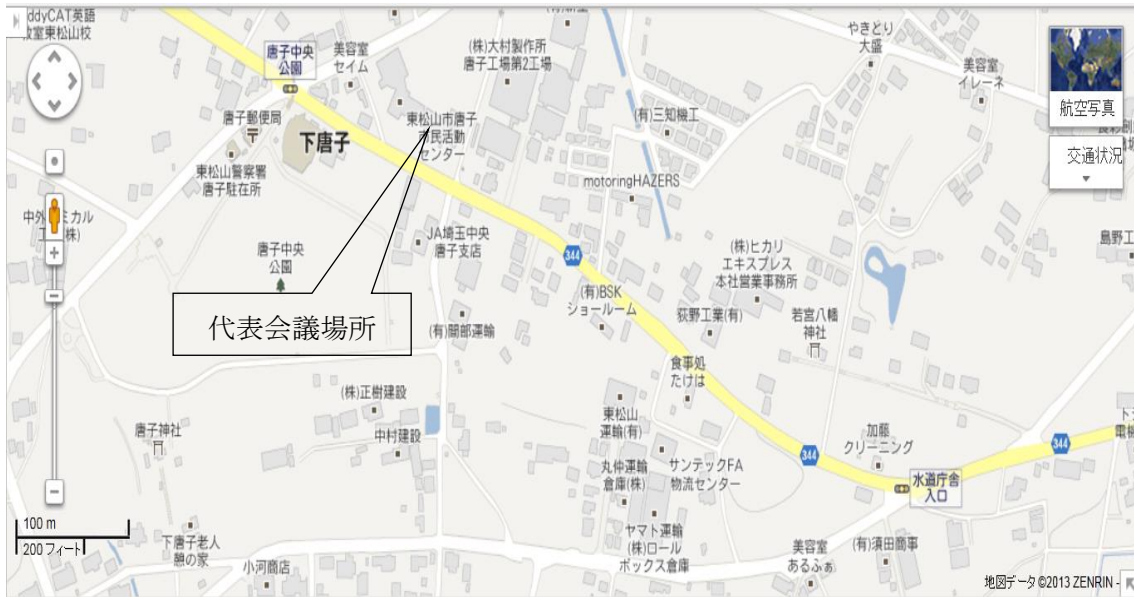 ddyCAT英語
教室東松山校
唐子中央
公園
美容室
セイム
(株)大村製作所
唐子工場第2工場
やきとり
大盛
美容室
イレーネ
航空写真
交通状況
唐子郵便局
下唐子
東松山市唐子
市民活動
センター
(有)三知機工
東松山警察署
唐子駐在所
motoringHAZERS
中外
ミカル
(株)
唐子中央
公園
JA埼玉中央
唐子支店
344
(株)ヒカリ
エキスプレス
本社営業事務所
島野工
(有)BSK
ショールーム
荻野工業(有)
若宮八幡
神社
代表会議場所
(有)関部運輸
食事処
たけは
(株)正樹建設
東松山
運輸(有)
唐子神社
中村建設
加藤
クリーニング
344
344
電機
丸仲運輸
倉庫(株)
サンテックFA
物流センター
水道庁舎
入口
100 m
200 フィート
ヤマト運輸
(株)ロール
ボックス倉庫
下唐子老人
憩の家
小河商店
美容室
あるふぁ
(有)須田商事
地図データ ©2013 ZENRIN -